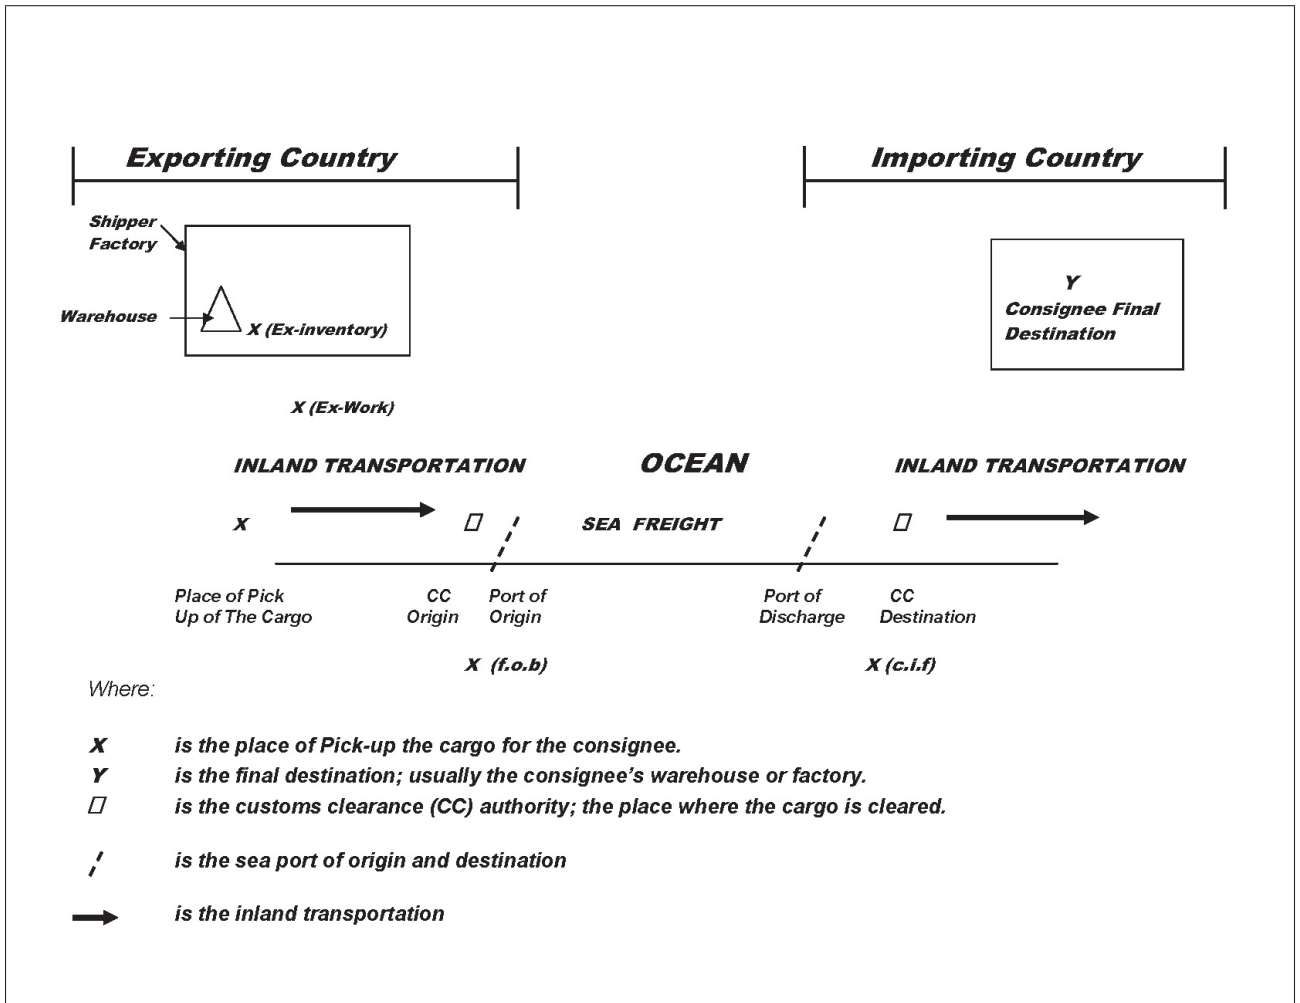 Exporting Country
Importing Country
Shipper
Factory
Warehouse
X (Ex-inventory)
Y
Consignee Final
Destination
X (Ex-Work)
INLAND TRANSPORTATION
OCEAN
INLAND TRANSPORTATION
X
SEA FREIGHT
Place of Pick
Up of The Cargo
CC
Origin
Port of
Origin
Port of
Discharge
CC
Destination
X (f.o.b)
X (c.i.f)
Where:
X is the place of Pick-up the cargo for the consignee.
Y is the final destination; usually the consignee's warehouse or factory.
is the customs clearance (CC) authority; the place where the cargo is cleared.
is the sea port of origin and destination
is the inland transportation